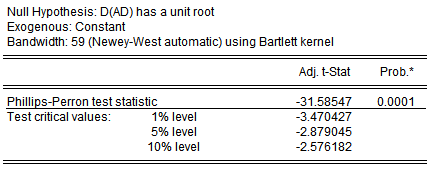 Null Hypothesis: D(AD) has a unit root
Exogenous: Constant
Bandwidth: 59 (Newey-West automatic) using Bartlett kernel
Adj. t-Stat Prob.*
Phillips-Perron test statistic -31.58547 0.0001
Test critical values: 1% level -3.470427
5% level -2.879045
10% level -2.576182